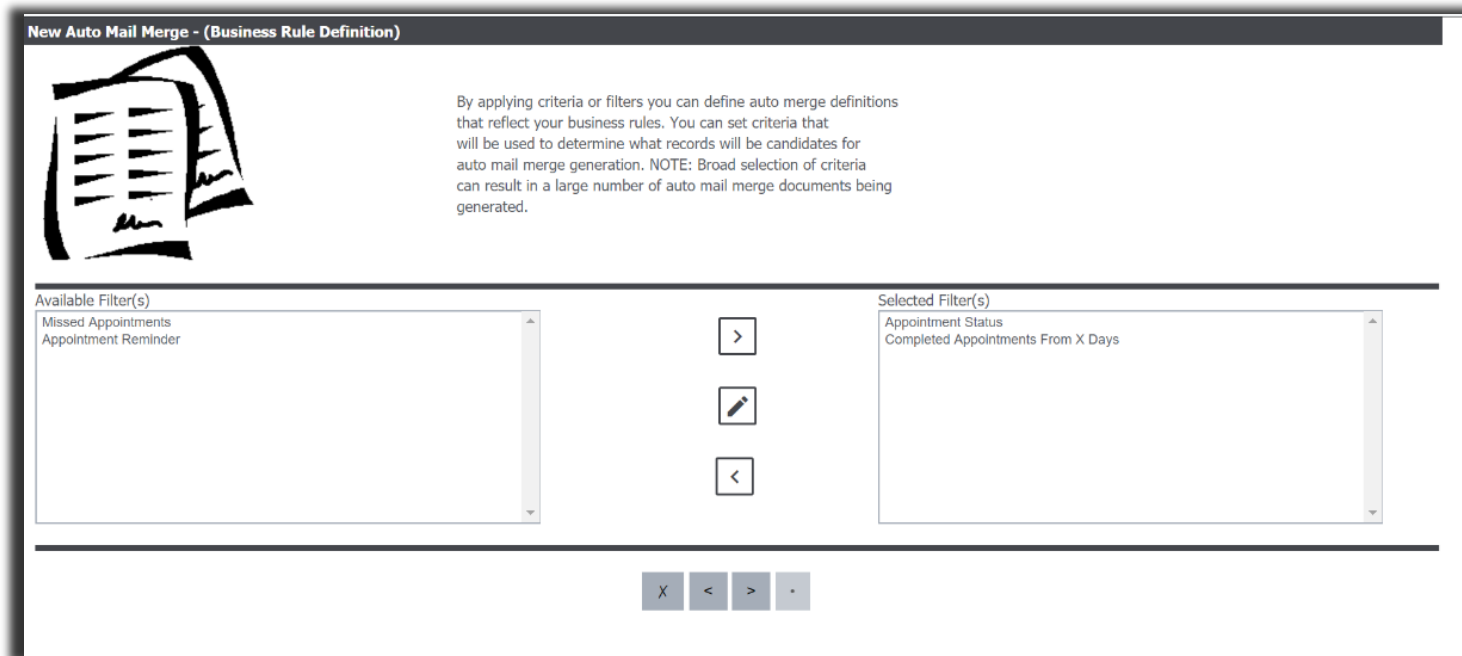 New Auto Mail Merge - (Business Rule Definition)
By applying criteria or filters you can define auto merge definitions
that reflect your business rules. You can set criteria that
will be used to determine what records will be candidates for
auto mail merge generation. NOTE: Broad selection of criteria
can result in a large number of auto mail merge documents being
generated.
Available Filter(s)
Missed Appointments
Appointment Reminder
Selected Filter(s)
Appointment Status
Completed Appointments From X Days
X < > ·